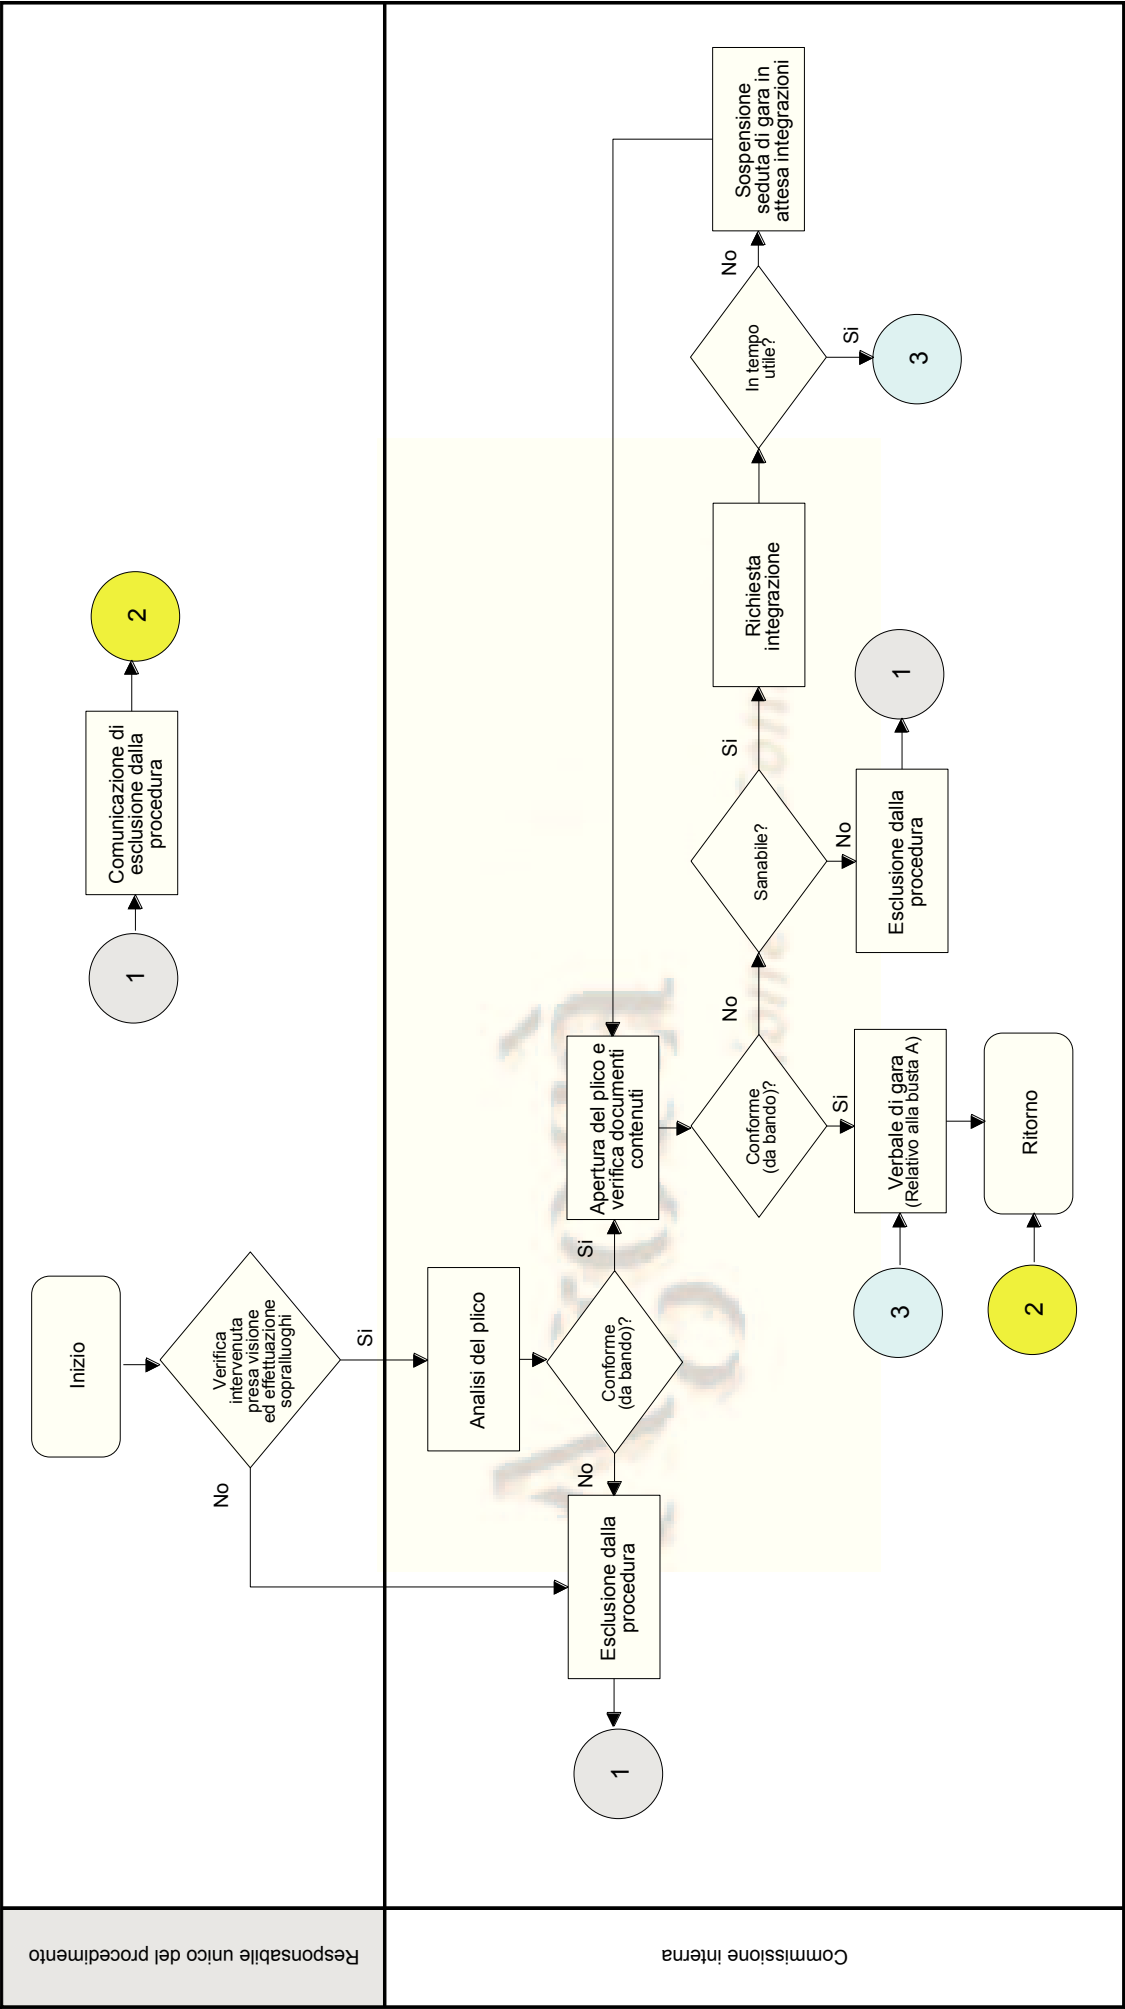 Responsabile unico del procedimento
Inizio
Verifica
intervenuta
presa visione
ed effettuazione
sopralluoghi
No
Si
1
Comunicazione di
esclusione dalla
procedura
2
Commissione interna
Analisi del plico
Conforme
(da bando)?
No
Si
Esclusione dalla
procedura
1
Apertura del plico e
verifica documenti
contenuti
Conforme
(da bando)?
No
Si
Sanabile?
Si
No
Richiesta
integrazione
In tempo
utile?
No
Si
Sospensione
seduta di gara in
attesa integrazioni
3
Esclusione dalla
procedura
1
3
Verbale di gara
(Relativo alla busta A)
2
Ritorno